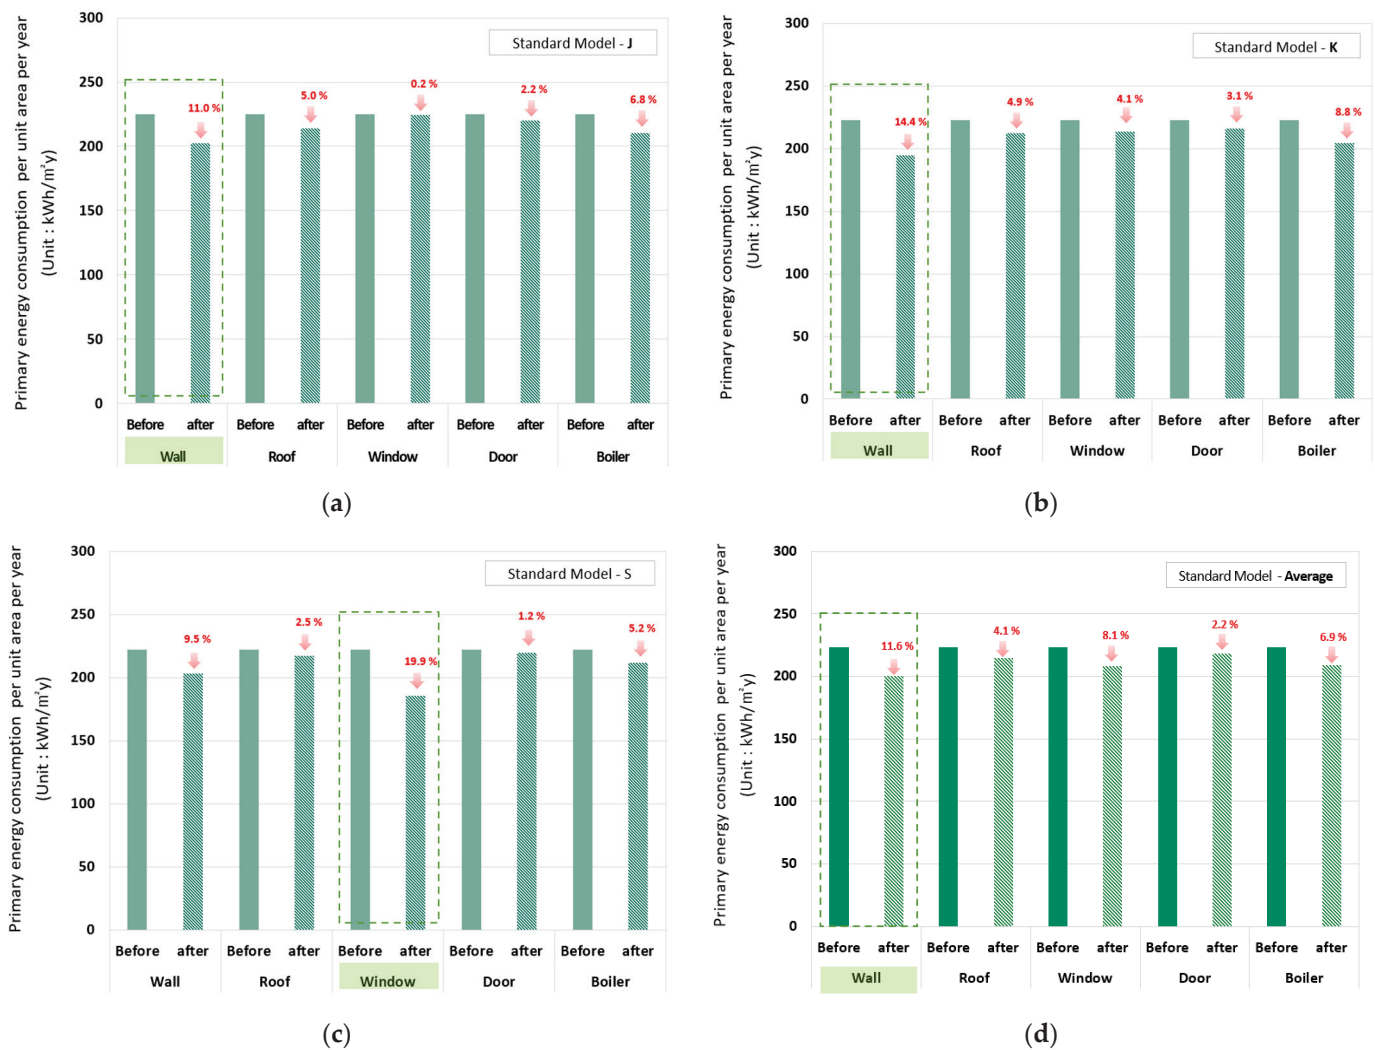 Primary energy consumption per unit area per year
(Unit : kWh/m²y)
Standard Model - J
300
250
200
150
100
50
0
11.0 %
5.0 %
0.2 %
2.2 %
6.8 %
Before after Before after Before after Before after Before after
Wall Roof Window Door Boiler
(a)
Primary energy consumption per unit area per year
(Unit : kWh/m²y)
Standard Model - K
300
250
200
150
100
50
0
14.4 %
4.9 %
4.1 %
3.1 %
8.8 %
Before after Before after Before after Before after Before after
Wall Roof Window Door Boiler
(b)
Primary energy consumption per unit area per year
(Unit : kWh/m²y)
Standard Model - S
300
250
200
150
100
50
0
9.5 %
2.5 %
19.9 %
1.2 %
5.2 %
Before after Before after Before after Before after Before after
Wall Roof Window Door Boiler
(c)
Primary energy consumption per unit area per year
(Unit : kWh/m²y)
Standard Model - Average
300
250
200
150
100
50
0
11.6 %
4.1 %
8.1 %
2.2 %
6.9 %
Before after Before after Before after Before after Before after
Wall Roof Window Door Boiler
(d)